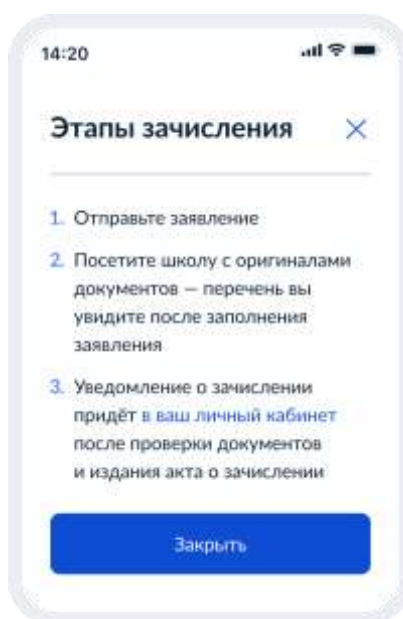 14:20
Этапы зачисления
1. Отправьте заявление
2. Посетите школу с оригиналами
документов — перечень вы
увидите после заполнения
заявления
3. Уведомление о зачислении
придёт в ваш личный кабинет
после проверки документов
и издания акта о зачислении
Закрыть